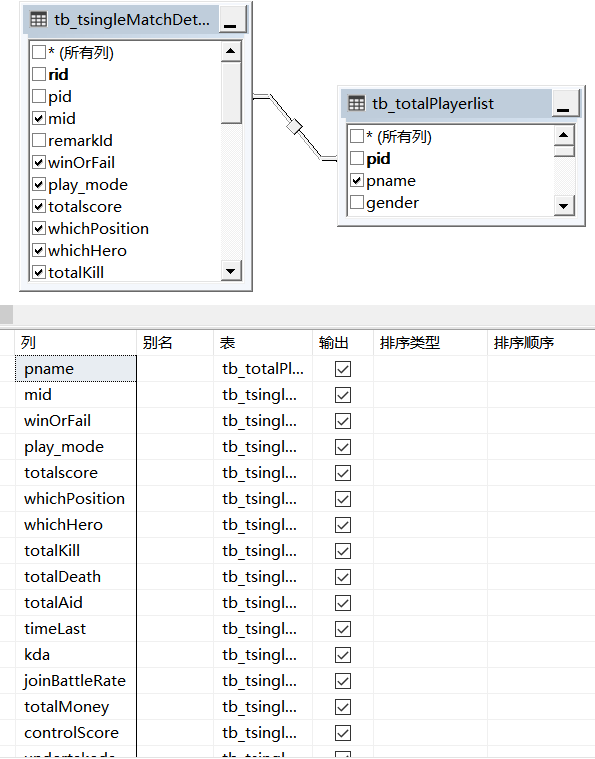 tb_tsingleMatchDet...
* (所有列)
rid
pid
mid
remarkId
winOrFail
play_mode
totalscore
whichPosition
whichHero
totalKill
tb_totalPlayerlist
* (所有列)
pid
pname
gender
列 别名 表 输出 排序类型 排序顺序
pname tb_totalPl...
mid tb_tsingl...
winOrFail tb_tsingl...
play_mode tb_tsingl...
totalscore tb_tsingl...
whichPosition tb_tsingl...
whichHero tb_tsingl...
totalKill tb_tsingl...
totalDeath tb_tsingl...
totalAid tb_tsingl...
timeLast tb_tsingl...
kda tb_tsingl...
joinBattleRate tb_tsingl...
totalMoney tb_tsingl...
controlScore tb_tsingl...